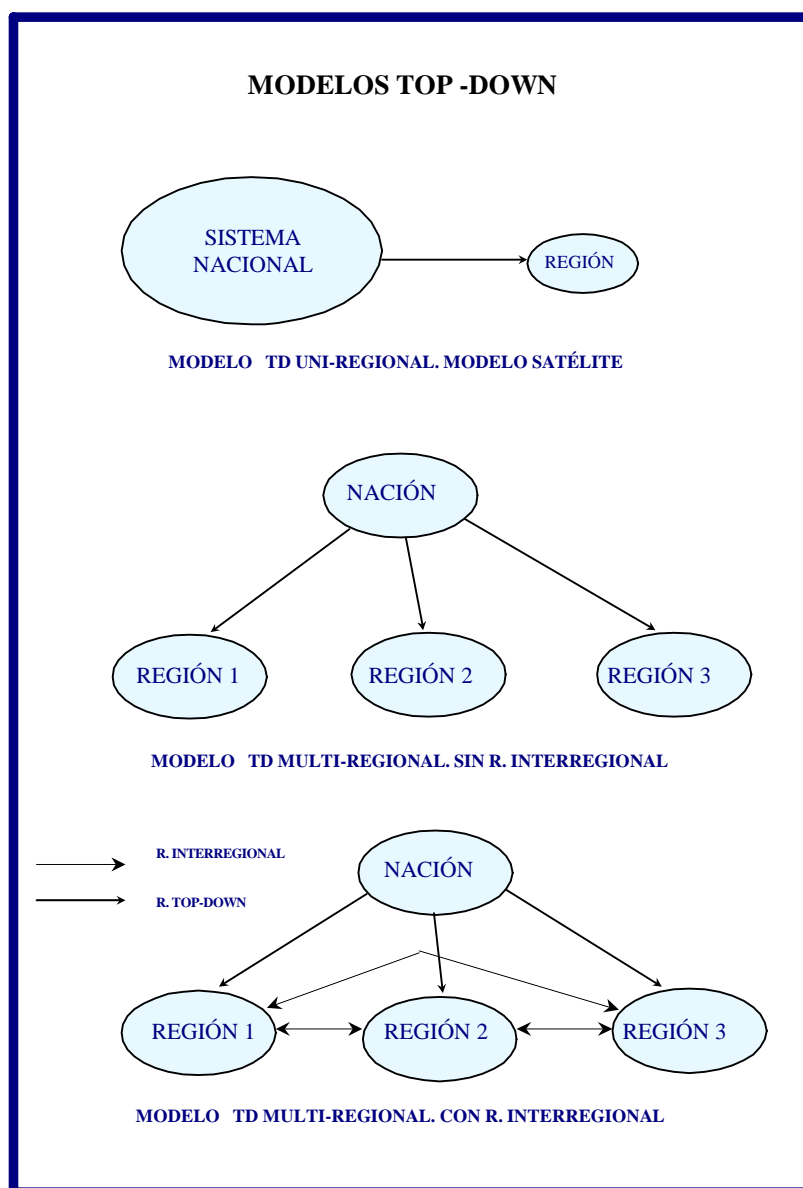 MODELOS TOP -DOWN
SISTEMA
NACIONAL
REGIÓN
MODELO TD UNI-REGIONAL. MODELO SATÉLITE
NACIÓN
REGIÓN 1
REGIÓN 2
REGIÓN 3
MODELO TD MULTI-REGIONAL. SIN R. INTERREGIONAL
R. INTERREGIONAL
R. TOP-DOWN
NACIÓN
REGIÓN 1
REGIÓN 2
REGIÓN 3
MODELO TD MULTI-REGIONAL. CON R. INTERREGIONAL